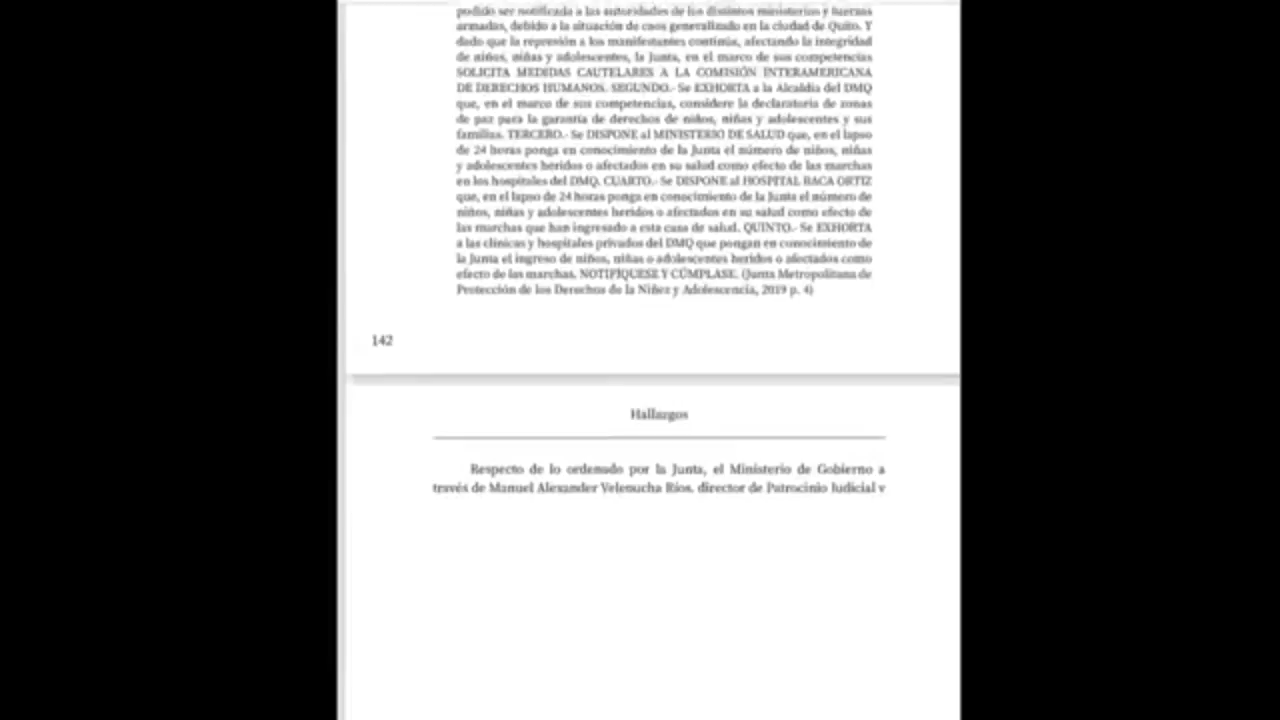 podido ser notificada a las autoridades de los distintos ministerios y fuerzas
armadas, debido a la situación de caos generalizado en la ciudad de Quito. Y
dado que la represión a los manifestantes continúa, afectando la integridad
de niños, niñas y adolescentes, la Junta, en el marco de sus competencias
SOLICITA MEDIDAS CAUTELARES A LA COMISIÓN INTERAMERICANA
DE DERECHOS HUMANOS. SEGUNDO.- Se EXHORTA a la Alcaldía del DMQ
que, en el marco de sus competencias, considere la declaratoria de zonas
de paz para la garantía de derechos de niños, niñas y adolescentes y sus
familias. TERCERO.- Se DISPONE al MINISTERIO DE SALUD que, en el lapso
de 24 horas ponga en conocimiento de la Junta el número de niños, niñas
y adolescentes heridos o afectados en su salud como efecto de las marchas
en los hospitales del DMQ. CUARTO.- Se DISPONE al HOSPITAL BACA ORTIZ
que, en el lapso de 24 horas ponga en conocimiento de la Junta el número de
niños, niñas y adolescentes heridos o afectados en su salud como efecto de
las marchas que han ingresado a esta casa de salud. QUINTO.- Se EXHORTA
a las clínicas y hospitales privados del DMQ que pongan en conocimiento de
la Junta el ingreso de niños, niñas o adolescentes heridos o afectados como
efecto de las marchas. NOTIFÍQUESE Y CÚMPLASE. (Junta Metropolitana de
Protección de los Derechos de la Niñez y Adolescencia, 2019 p. 4)
142
Hallazgos
Respecto de lo ordenado por la Junta, el Ministerio de Gobierno a
través de Manuel Alexander Velepucha Ríos, director de Patrocinio Judicial y